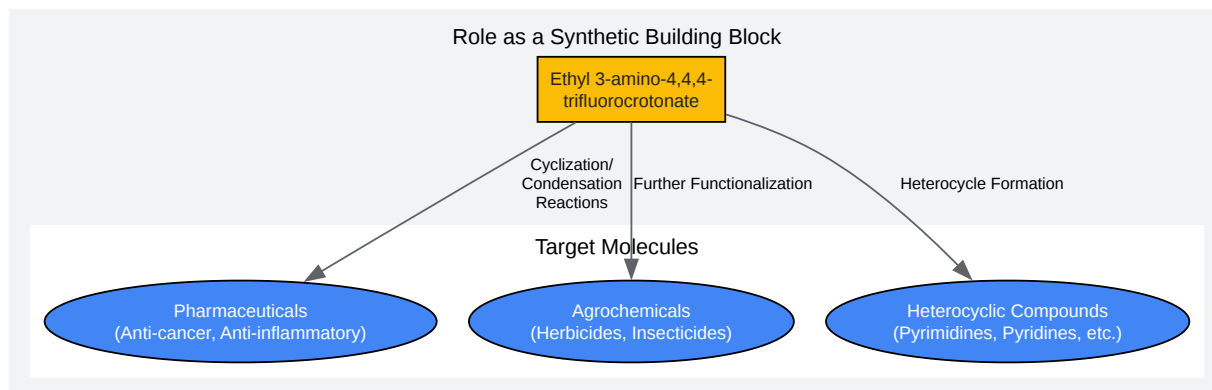 Role as a Synthetic Building Block
Ethyl 3-amino-4,4,4-
trifluorocrotonate
Cyclization/
Condensation
Reactions
Further Functionalization
Heterocycle Formation
Target Molecules
Pharmaceuticals
(Anti-cancer, Anti-inflammatory)
Agrochemicals
(Herbicides, Insecticides)
Heterocyclic Compounds
(Pyrimidines, Pyridines, etc.)